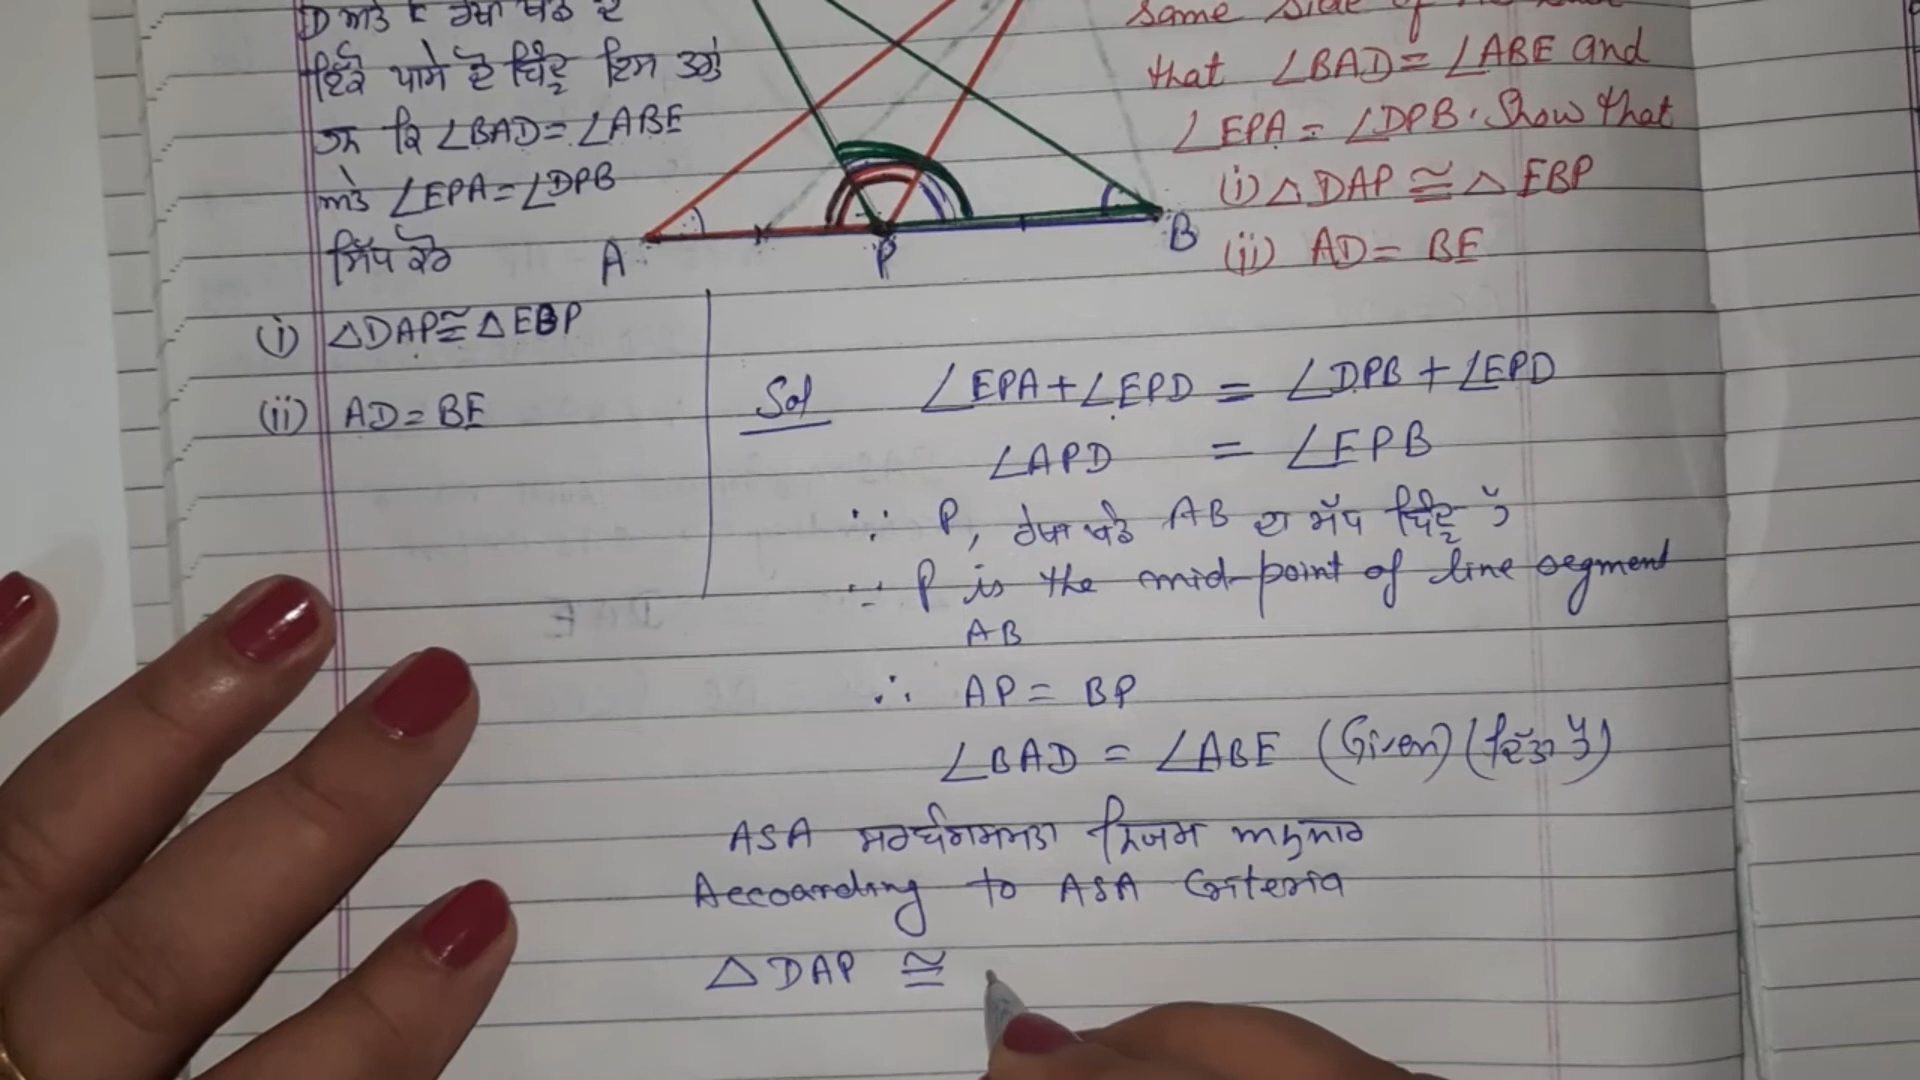 D ਅਤੇ E ਰੇਖਾ ਖੰਡ ਦੇ
ਇੱਕੋ ਪਾਸੇ ਦੋ ਬਿੰਦੂ ਇਸ ਤਰ੍ਹਾਂ
ਹਨ ਕਿ ∠BAD = ∠ABE
ਅਤੇ ∠EPA = ∠DPB
ਸਿੱਧ ਕਰੋ
(i) △DAP ≅ △EBP
(ii) AD = BE
A
P
B
same side of
that ∠BAD = ∠ABE and
∠EPA = ∠DPB. Show that
(i) △DAP ≅ △EBP
(ii) AD = BE
Sol ∠EPA + ∠EPD = ∠DPB + ∠EPD
∠APD = ∠EPB
∵ P, ਰੇਖਾ ਖੰਡ AB ਦਾ ਮੱਧ ਬਿੰਦੂ ਹੈ
∵ P is the mid-point of line segment
AB
∴ AP = BP
∠BAD = ∠ABE (Given) (ਦਿੱਤਾ ਹੈ)
ASA ਸਰਬੰਗਸਮਤਾ ਨਿਯਮ ਅਨੁਸਾਰ
Accoarding to ASA Criteria
△DAP ≅